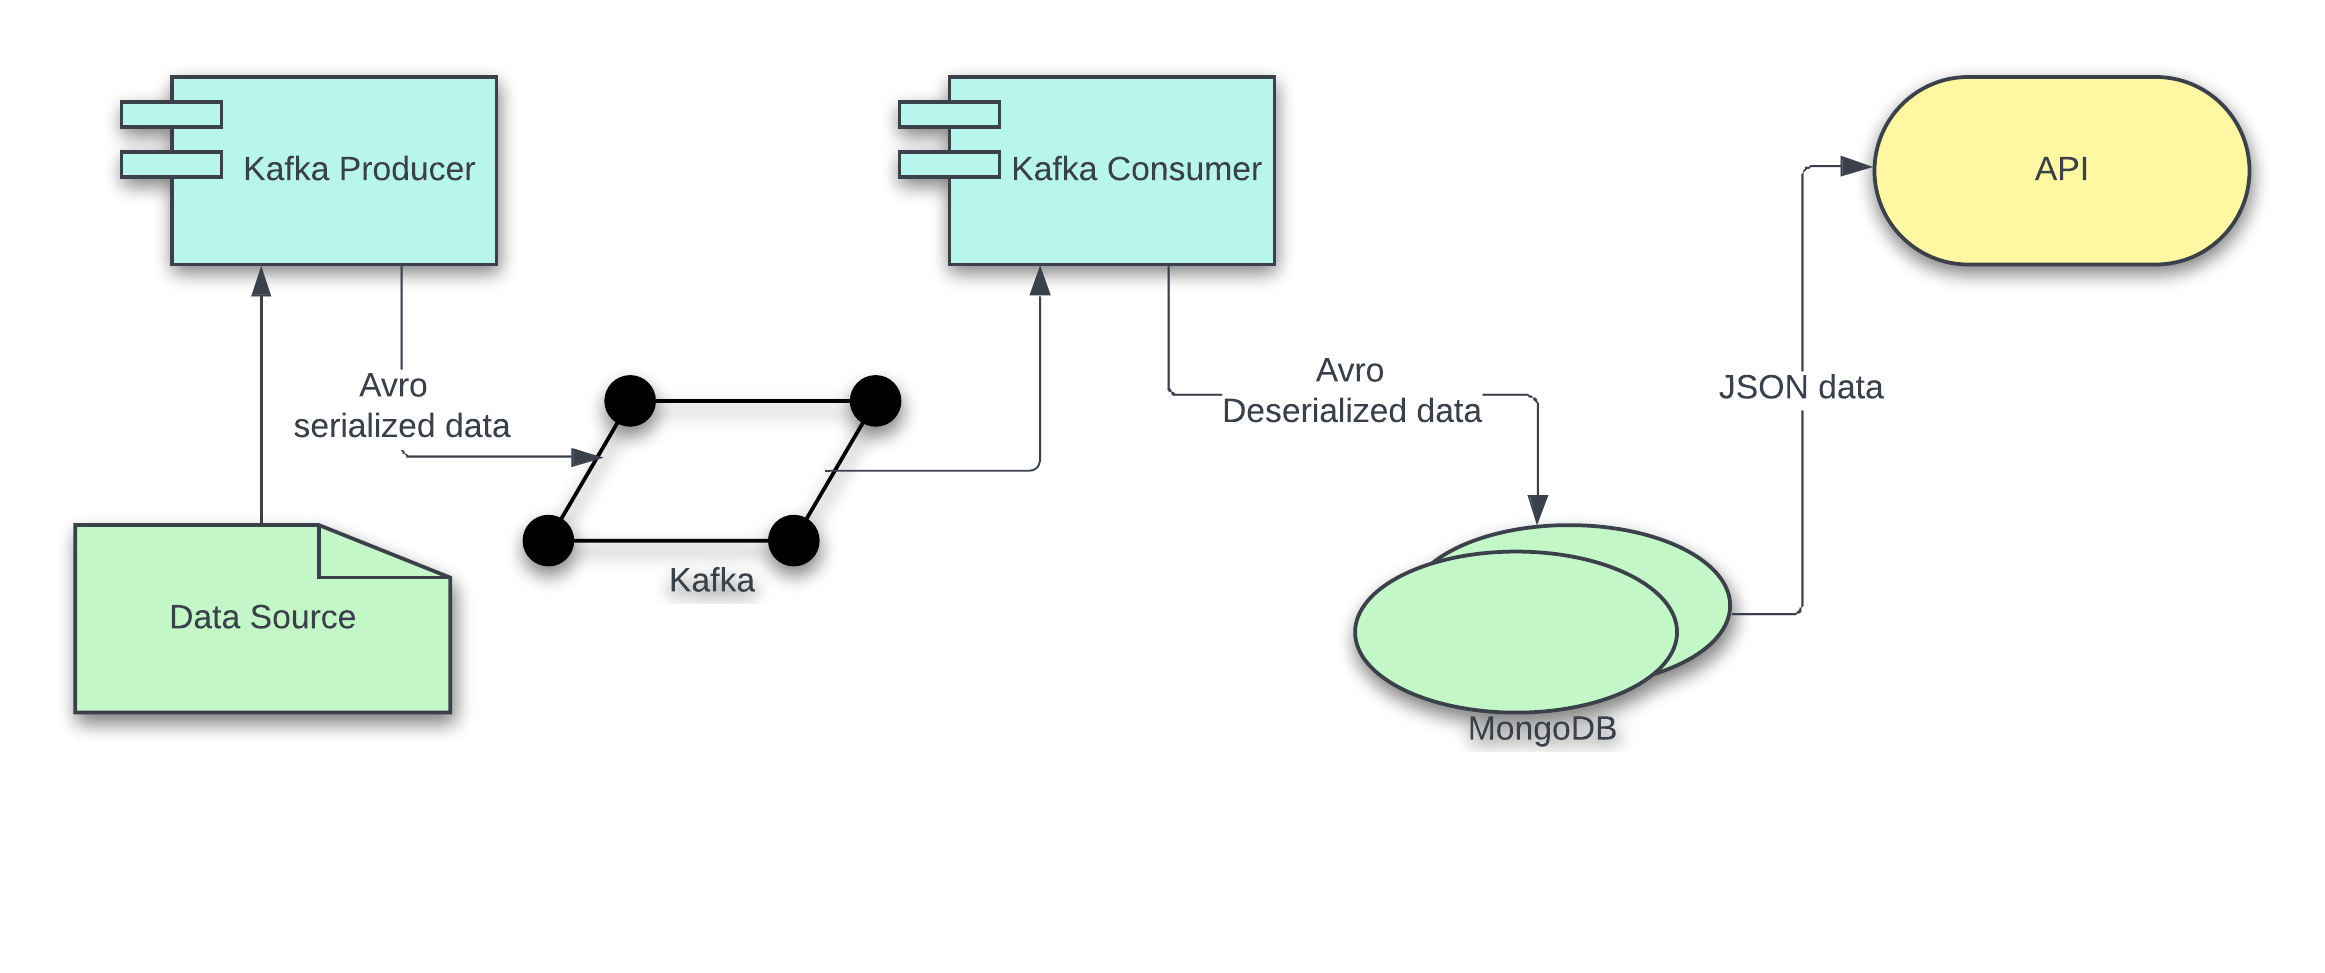 Kafka Producer
Kafka Consumer
API
Avro
serialized data
Avro
Deserialized data
JSON data
Kafka
Data Source
MongoDB